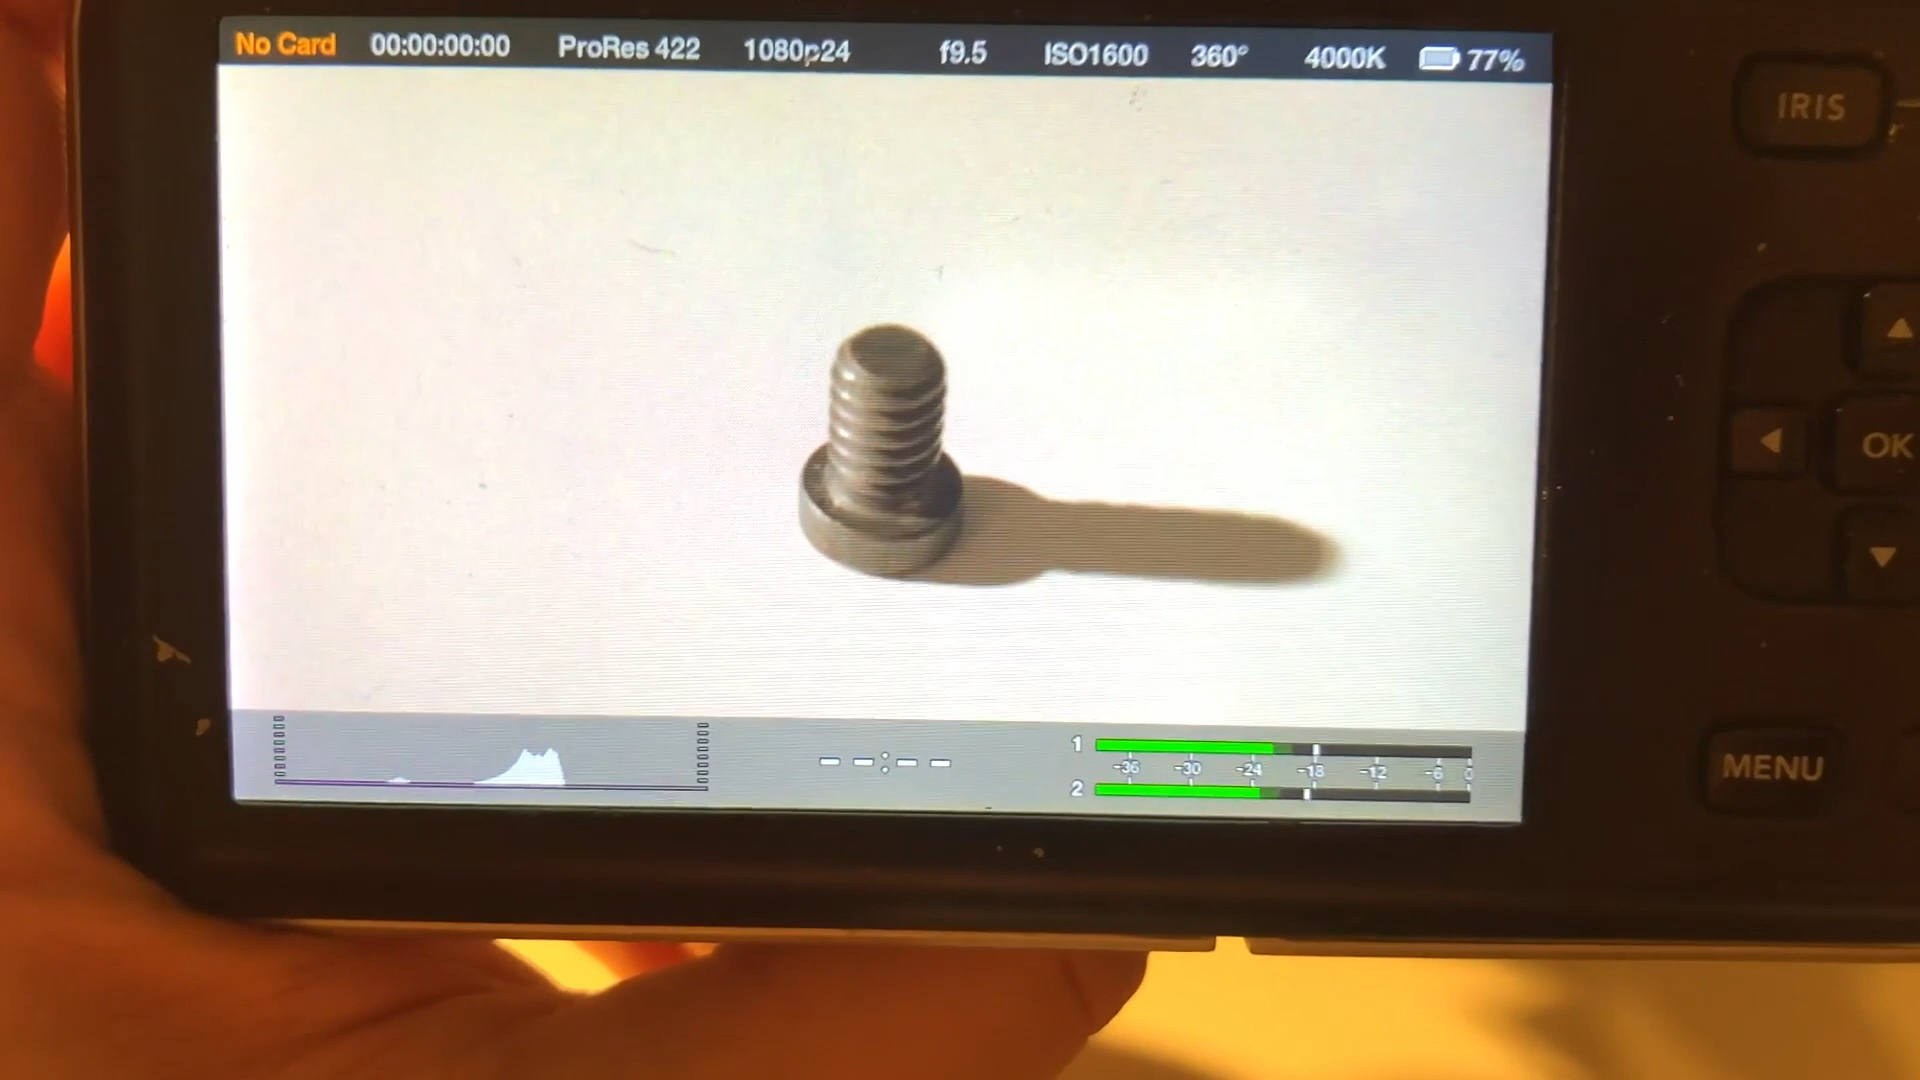 No Card 00:00:00:00 ProRes 422 1080p24 f9.5 ISO1600 360° 4000K 77%
IRIS
OK
MENU
1
-36 -30 -24 -18 -12 -6 0
2